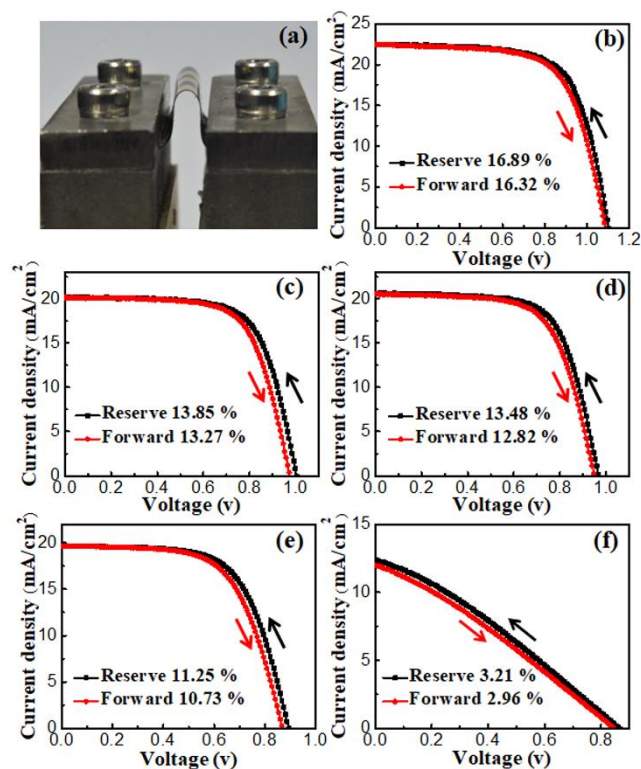 (a)
(b)
Current density (mA/cm2)
25
20
15
10
5
0
Reserve 16.89 %
Forward 16.32 %
0.0 0.2 0.4 0.6 0.8 1.0 1.2
Voltage (v)
(c)
Current density (mA/cm2)
20
15
10
5
0
Reserve 13.85 %
Forward 13.27 %
0.0 0.2 0.4 0.6 0.8 1.0
Voltage (v)
(d)
Current density (mA/cm2)
20
15
10
5
0
Reserve 13.48 %
Forward 12.82 %
0.0 0.2 0.4 0.6 0.8 1.0
Voltage (v)
(e)
Current density (mA/cm2)
20
15
10
5
0
Reserve 11.25 %
Forward 10.73 %
0.0 0.2 0.4 0.6 0.8 1.0
Voltage (v)
(f)
Current density (mA/cm2)
15
10
5
0
Reserve 3.21 %
Forward 2.96 %
0.0 0.2 0.4 0.6 0.8
Voltage (v)